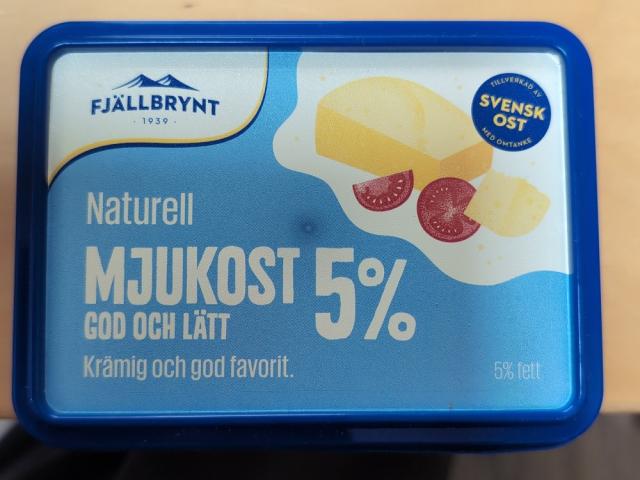 FJÄLLBRYNT
· 1939 ·
TILLVERKAD AV
SVENSK
OST
MED OMTANKE
Naturell
MJUKOST 5%
GOD OCH LÄTT
Krämig och god favorit.
5% fett